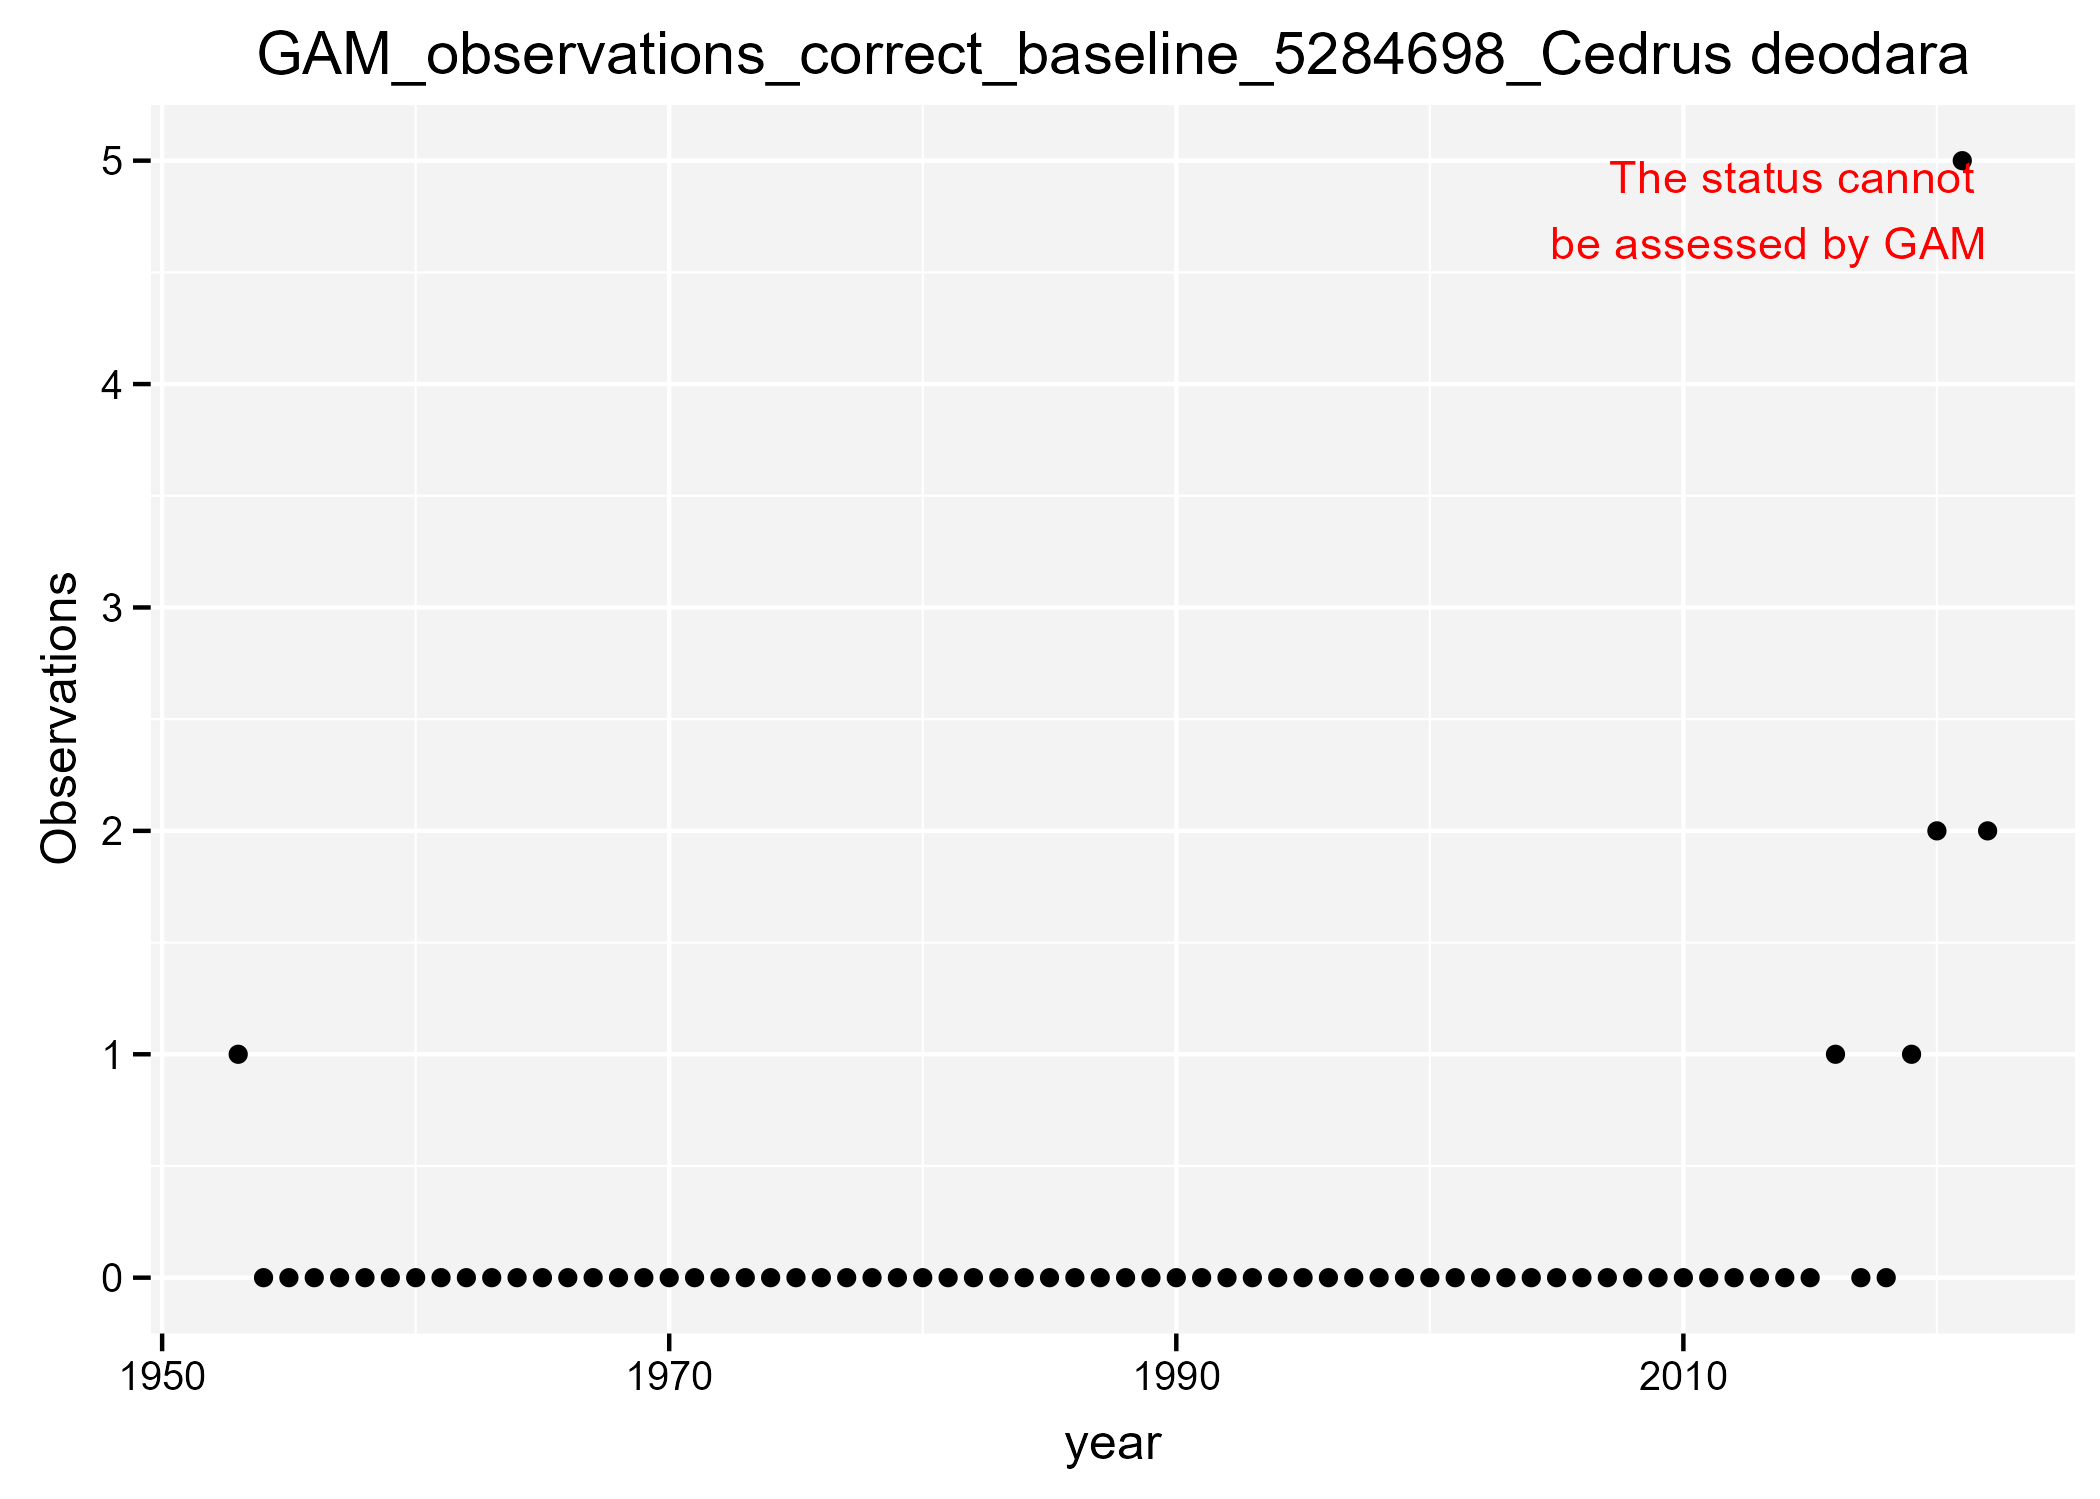 GAM_observations_correct_baseline_5284698_Cedrus deodara
5
The status cannot
be assessed by GAM
4
3
Observations
2
1
0
1950 1970 1990 2010
year